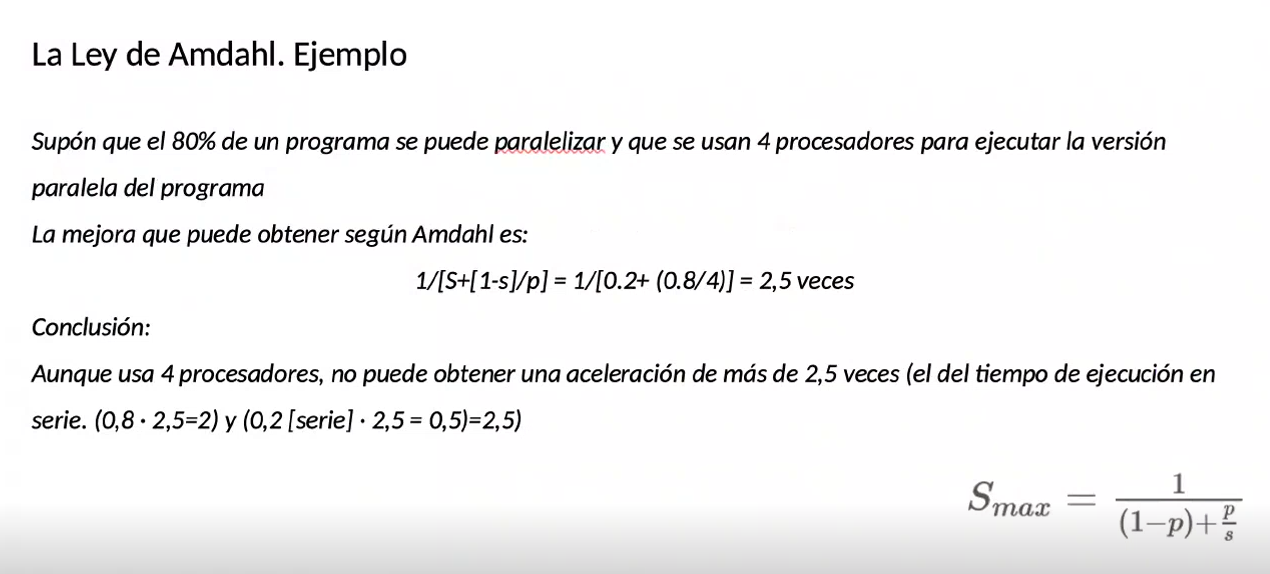 La Ley de Amdahl. Ejemplo
Supón que el 80% de un programa se puede paralelizar y que se usan 4 procesadores para ejecutar la versión
paralela del programa
La mejora que puede obtener según Amdahl es:
1/[S+[1-s]/p] = 1/[0.2+ (0.8/4)] = 2,5 veces
Conclusión:
Aunque usa 4 procesadores, no puede obtener una aceleración de más de 2,5 veces (el del tiempo de ejecución en
serie. (0,8 · 2,5=2) y (0,2 [serie] · 2,5 = 0,5)=2,5)
S_{max} = \frac{1}{(1-p)+\frac{p}{s}}